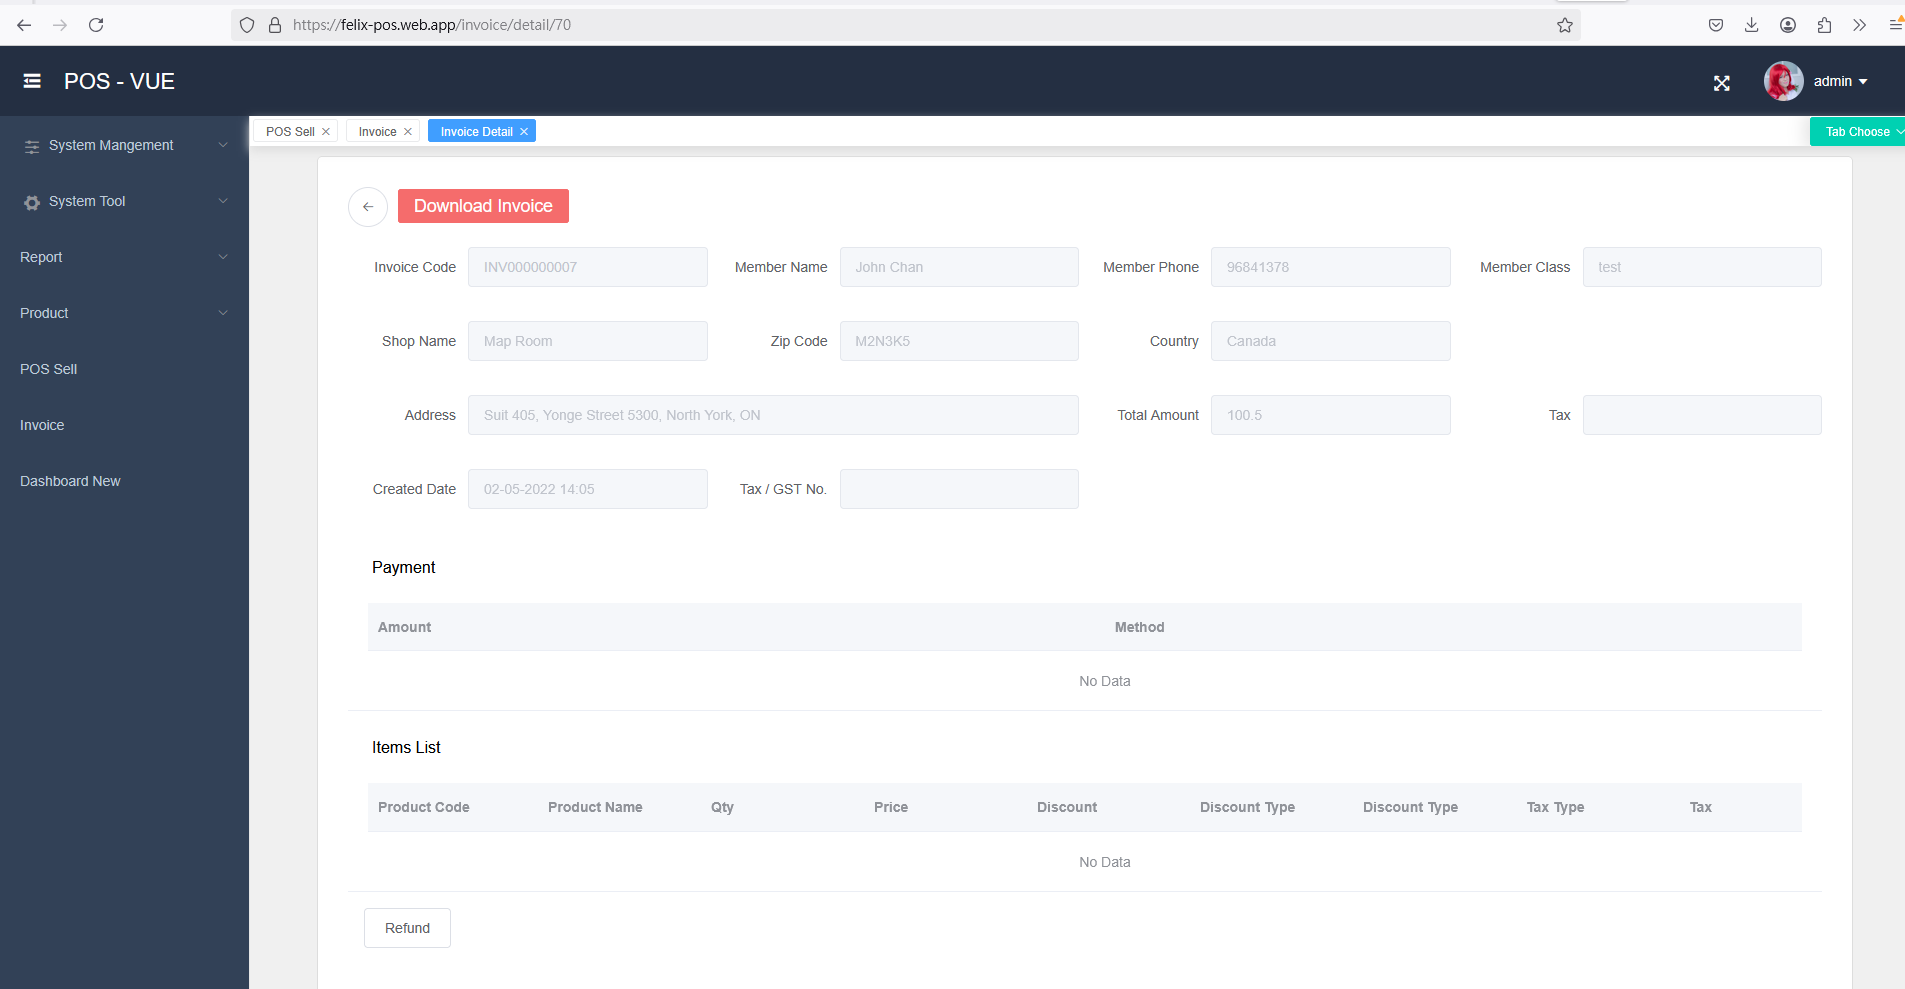 https://felix-pos.web.app/invoice/detail/70
POS - VUE
admin
System Mangement
System Tool
Report
Product
POS Sell
Invoice
Dashboard New
POS Sell Invoice Invoice Detail Tab Choose
Download Invoice
Invoice Code INV000000007 Member Name John Chan Member Phone 96841378 Member Class test
Shop Name Map Room Zip Code M2N3K5 Country Canada
Address Suit 405, Yonge Street 5300, North York, ON Total Amount 100.5 Tax
Created Date 02-05-2022 14:05 Tax / GST No.
Payment
Amount Method
No Data
Items List
Product Code Product Name Qty Price Discount Discount Type Discount Type Tax Type Tax
No Data
Refund